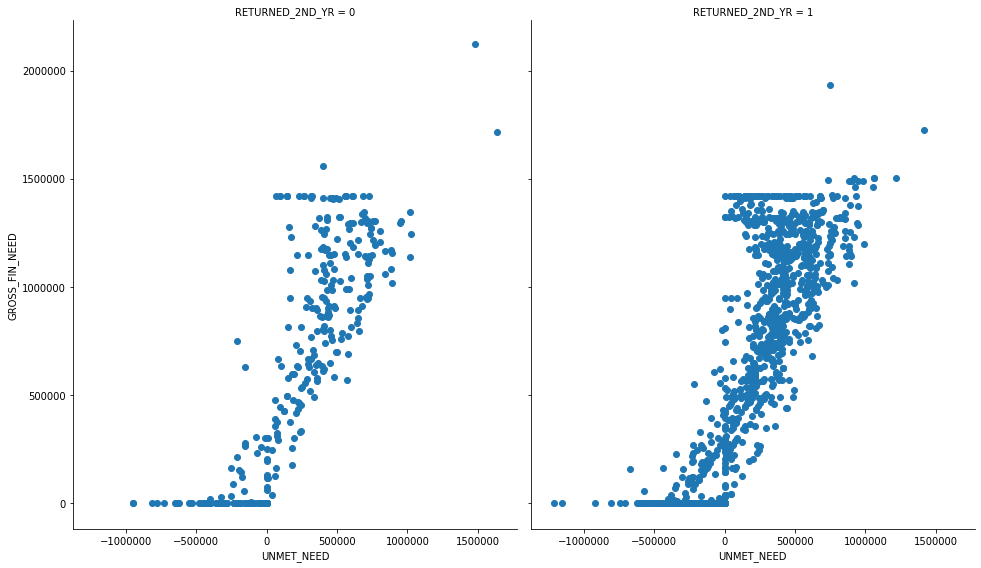 RETURNED_2ND_YR = 0
RETURNED_2ND_YR = 1
2000000
1500000
1000000
500000
0
GROSS_FIN_NEED
−1000000 −500000 0 500000 1000000 1500000
−1000000 −500000 0 500000 1000000 1500000
UNMET_NEED
UNMET_NEED